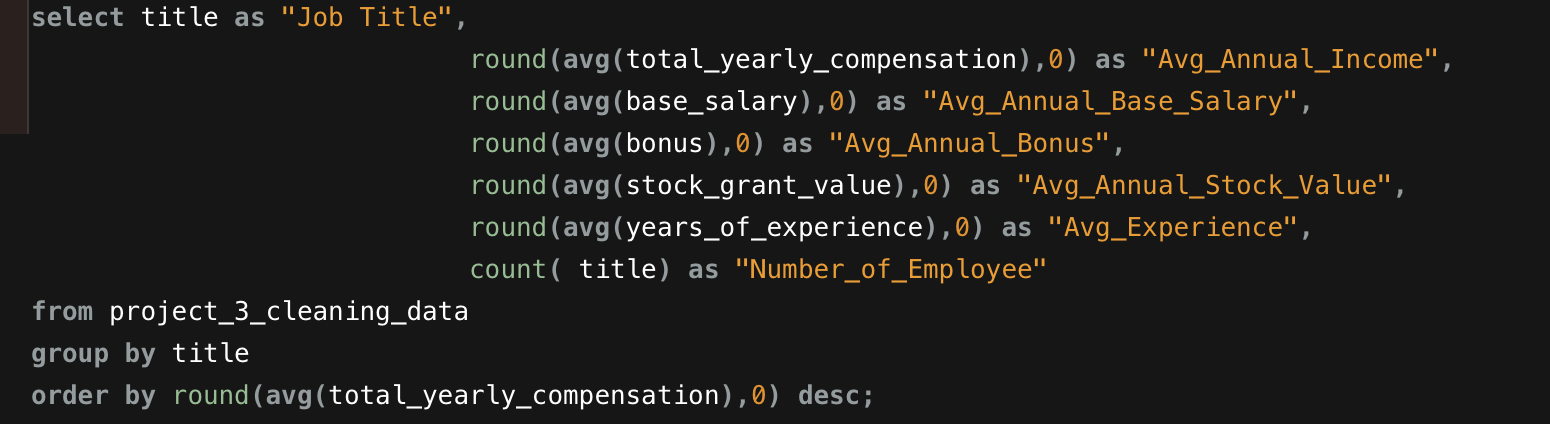 select title as "Job Title",
round(avg(total_yearly_compensation),0) as "Avg_Annual_Income",
round(avg(base_salary),0) as "Avg_Annual_Base_Salary",
round(avg(bonus),0) as "Avg_Annual_Bonus",
round(avg(stock_grant_value),0) as "Avg_Annual_Stock_Value",
round(avg(years_of_experience),0) as "Avg_Experience",
count( title) as "Number_of_Employee"
from project_3_cleaning_data
group by title
order by round(avg(total_yearly_compensation),0) desc;